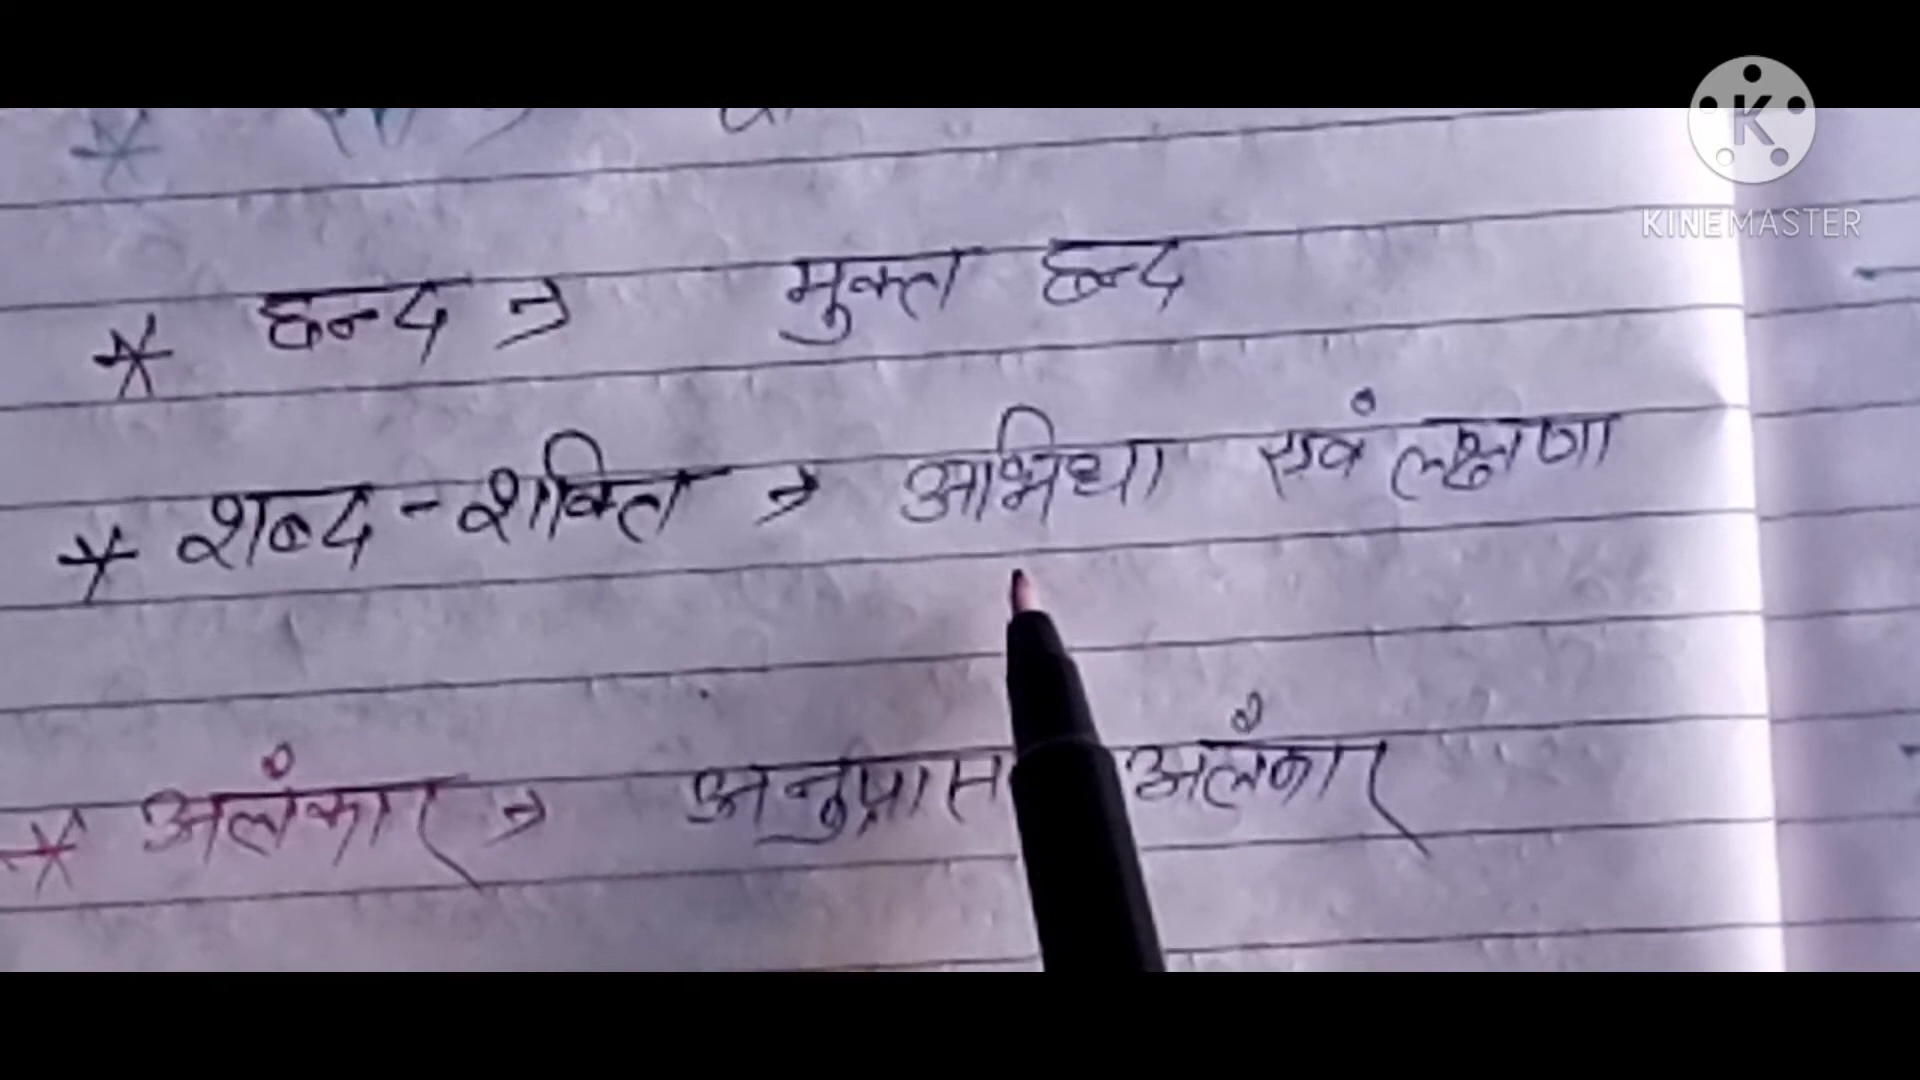 KINEMASTER
* छन्द → मुक्त छन्द
* शब्द-शक्ति → अभिधा एवं लक्षणा
* अलंकार → अनुप्रास अलंकार